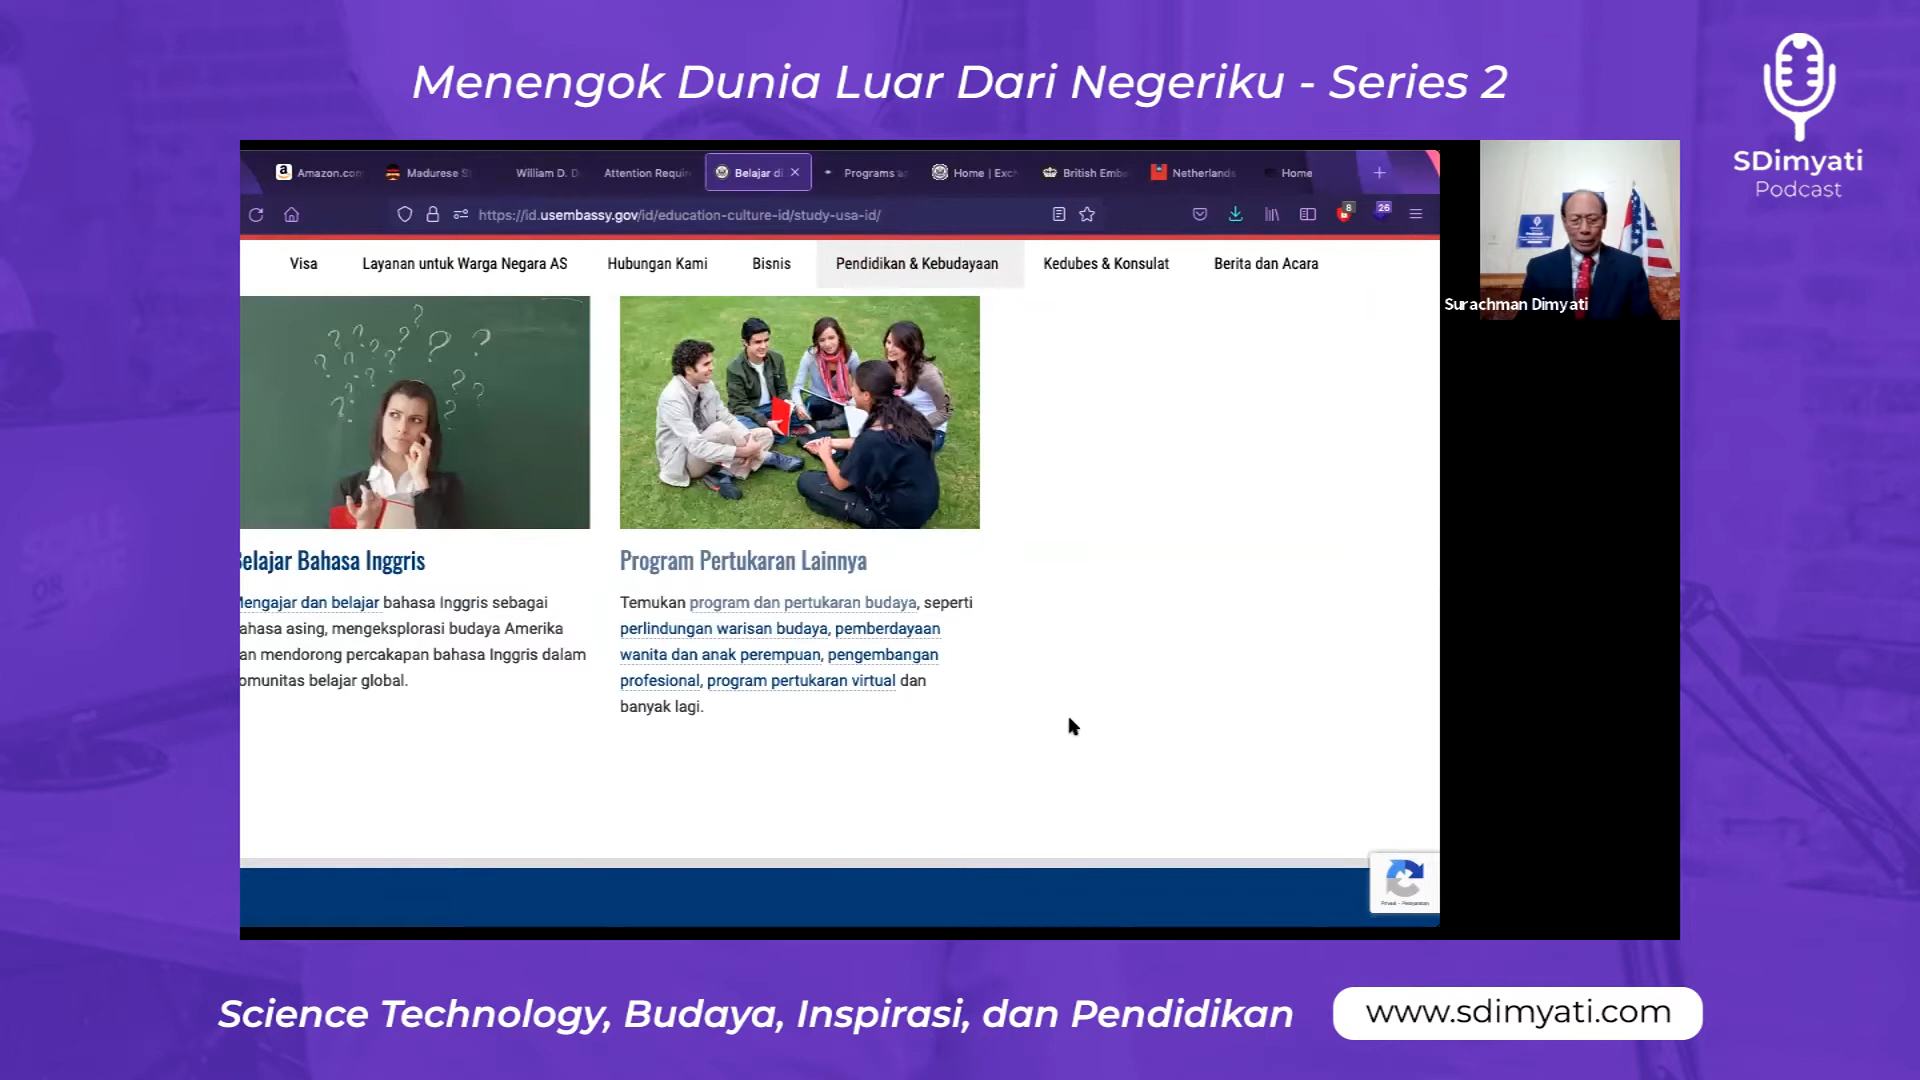 Menengok Dunia Luar Dari Negeriku - Series 2
SDimyati
Podcast
Amazon.com
Madurese S
William D. D
Attention Requir
Belajar di
Programs a
Home | Exc
British Emb
Netherlands
Home
https://id.usembassy.gov/id/education-culture-id/study-usa-id/
8
26
Visa
Layanan untuk Warga Negara AS
Hubungan Kami
Bisnis
Pendidikan & Kebudayaan
Kedubes & Konsulat
Berita dan Acara
Surachman Dimyati
Belajar Bahasa Inggris
Mengajar dan belajar bahasa Inggris sebagai
ahasa asing, mengeksplorasi budaya Amerika
an mendorong percakapan bahasa Inggris dalam
omunitas belajar global.
Program Pertukaran Lainnya
Temukan program dan pertukaran budaya, seperti
perlindungan warisan budaya, pemberdayaan
wanita dan anak perempuan, pengembangan
profesional, program pertukaran virtual dan
banyak lagi.
Science Technology, Budaya, Inspirasi, dan Pendidikan
www.sdimyati.com